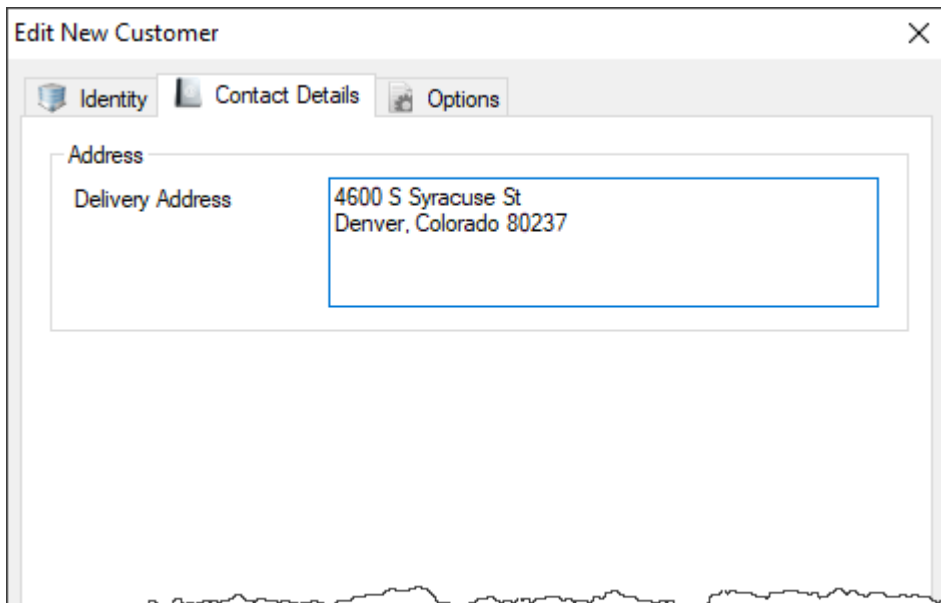 Edit New Customer
Identity Contact Details Options
Address
Delivery Address 4600 S Syracuse St
Denver, Colorado 80237